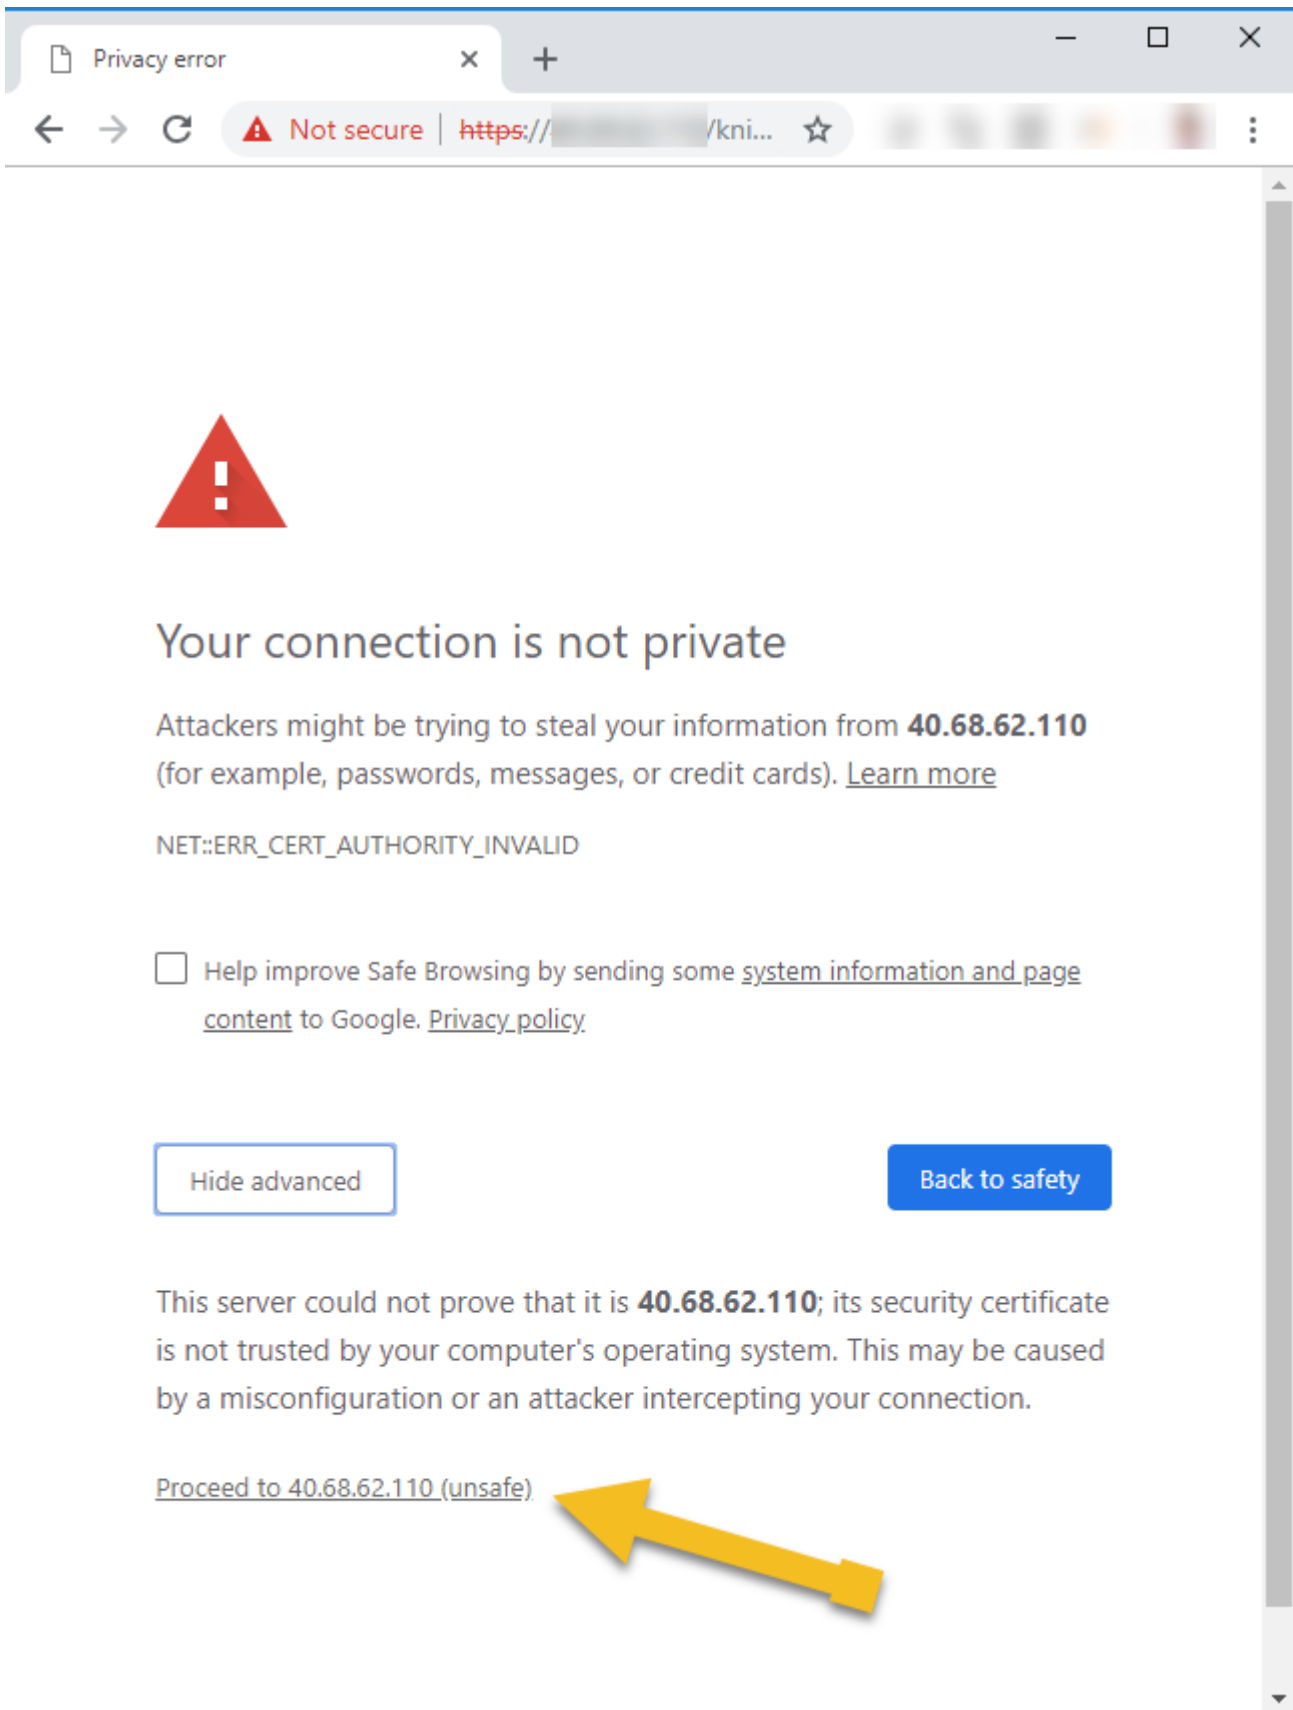 Privacy error
Not secure | https:// /kni...
Your connection is not private
Attackers might be trying to steal your information from 40.68.62.110
(for example, passwords, messages, or credit cards). Learn more
NET::ERR_CERT_AUTHORITY_INVALID
Help improve Safe Browsing by sending some system information and page
content to Google. Privacy policy
Hide advanced
Back to safety
This server could not prove that it is 40.68.62.110; its security certificate
is not trusted by your computer's operating system. This may be caused
by a misconfiguration or an attacker intercepting your connection.
Proceed to 40.68.62.110 (unsafe)